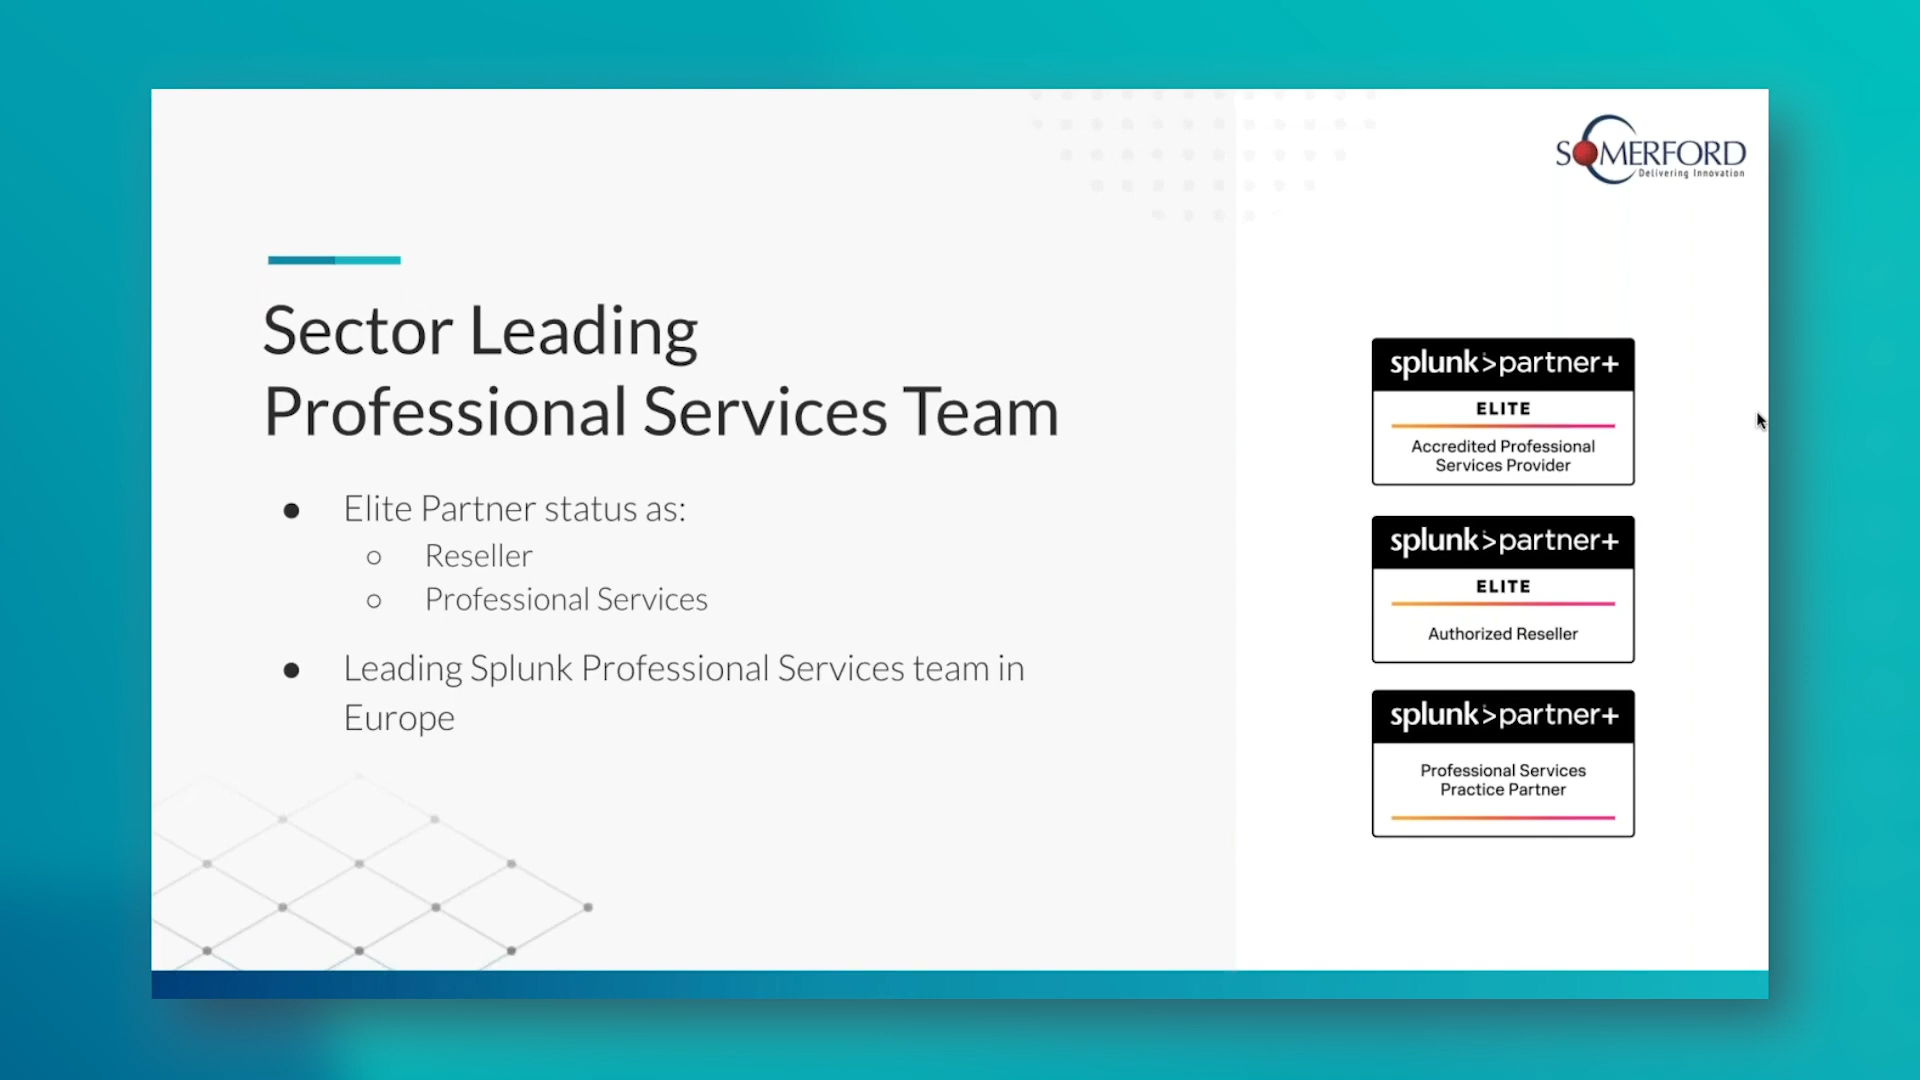 SOMERFORD
Delivering Innovation
Sector Leading
Professional Services Team
● Elite Partner status as:
○ Reseller
○ Professional Services
● Leading Splunk Professional Services team in
Europe
splunk>partner+
ELITE
Accredited Professional
Services Provider
splunk>partner+
ELITE
Authorized Reseller
splunk>partner+
Professional Services
Practice Partner